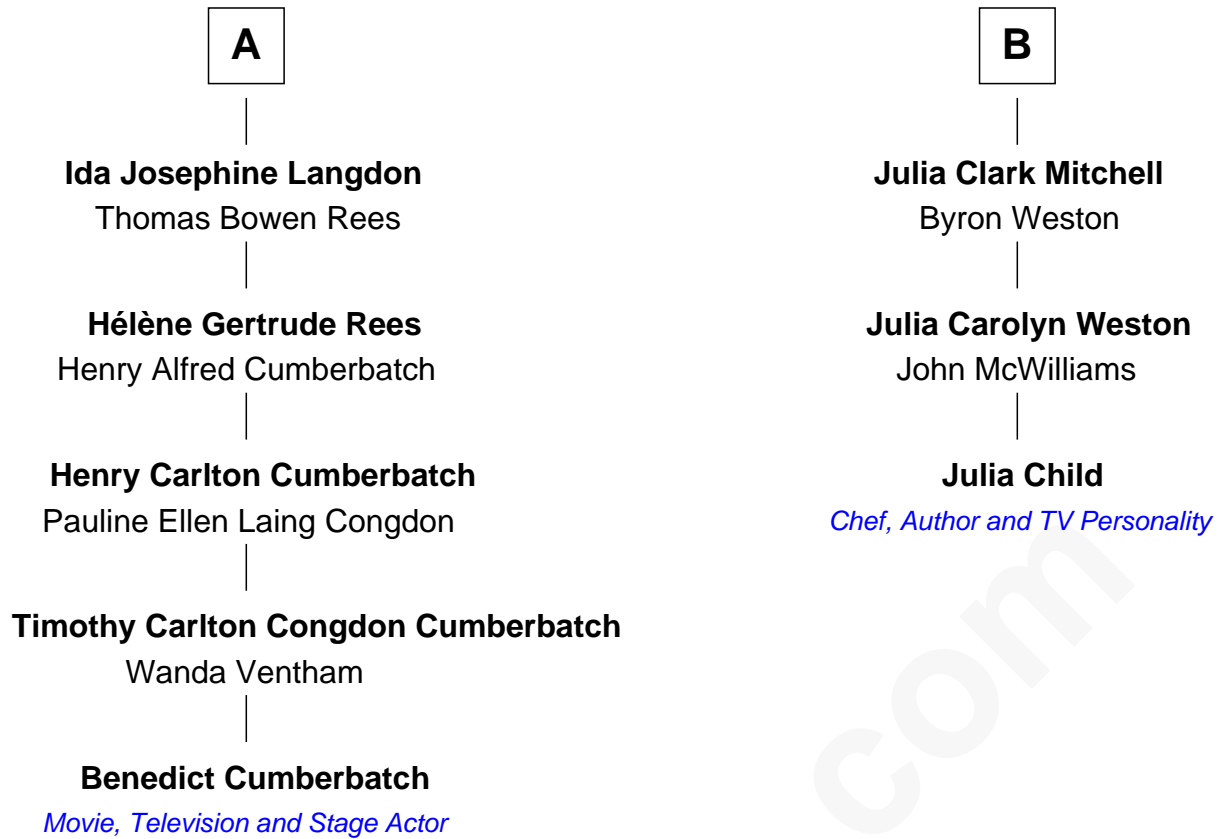 A
Ida Josephine Langdon
Thomas Bowen Rees
Hélène Gertrude Rees
Henry Alfred Cumberbatch
Henry Carlton Cumberbatch
Pauline Ellen Laing Congdon
Timothy Carlton Congdon Cumberbatch
Wanda Ventham
Benedict Cumberbatch
Movie, Television and Stage Actor
B
Julia Clark Mitchell
Byron Weston
Julia Carolyn Weston
John McWilliams
Julia Child
Chef, Author and TV Personality
com